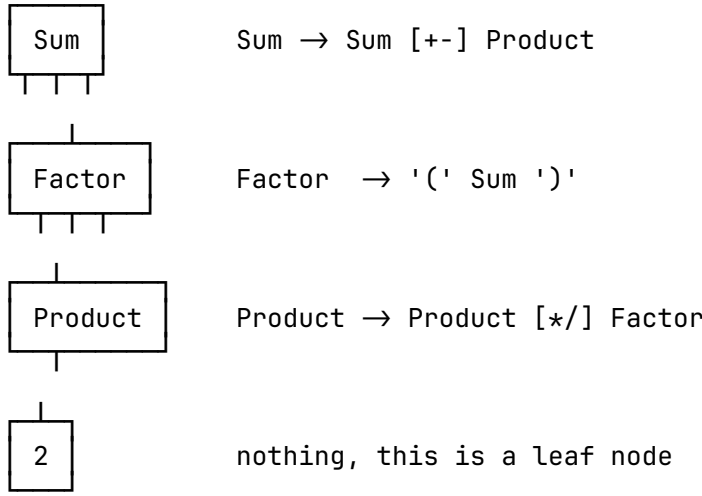 Sum Sum → Sum [+-] Product
Factor Factor → '(' Sum ')'
Product Product → Product [*/] Factor
2 nothing, this is a leaf node